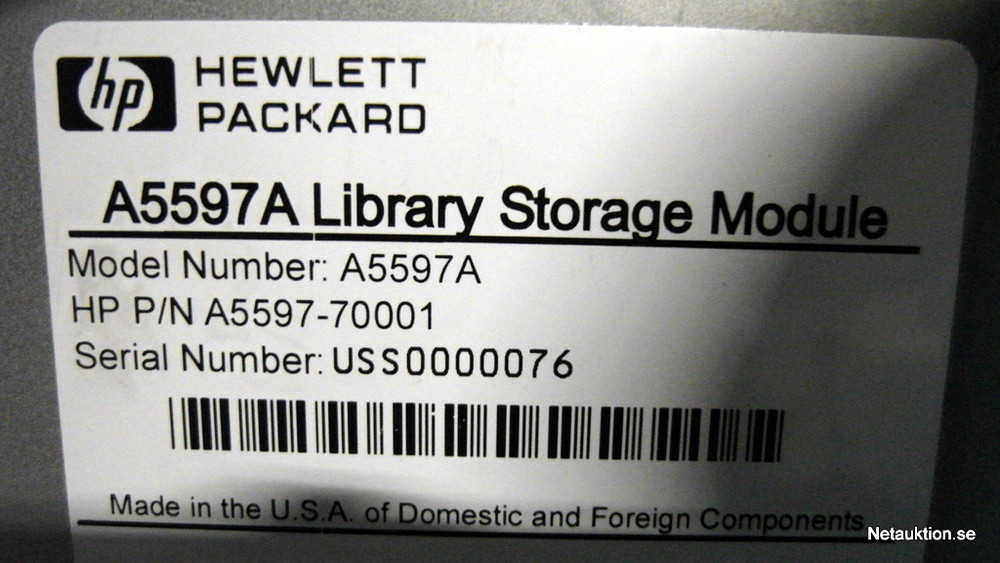 hp HEWLETT
PACKARD
A5597A Library Storage Module
Model Number: A5597A
HP P/N A5597-70001
Serial Number: USS0000076
Made in the U.S.A. of Domestic and Foreign Components
Netauktion.se